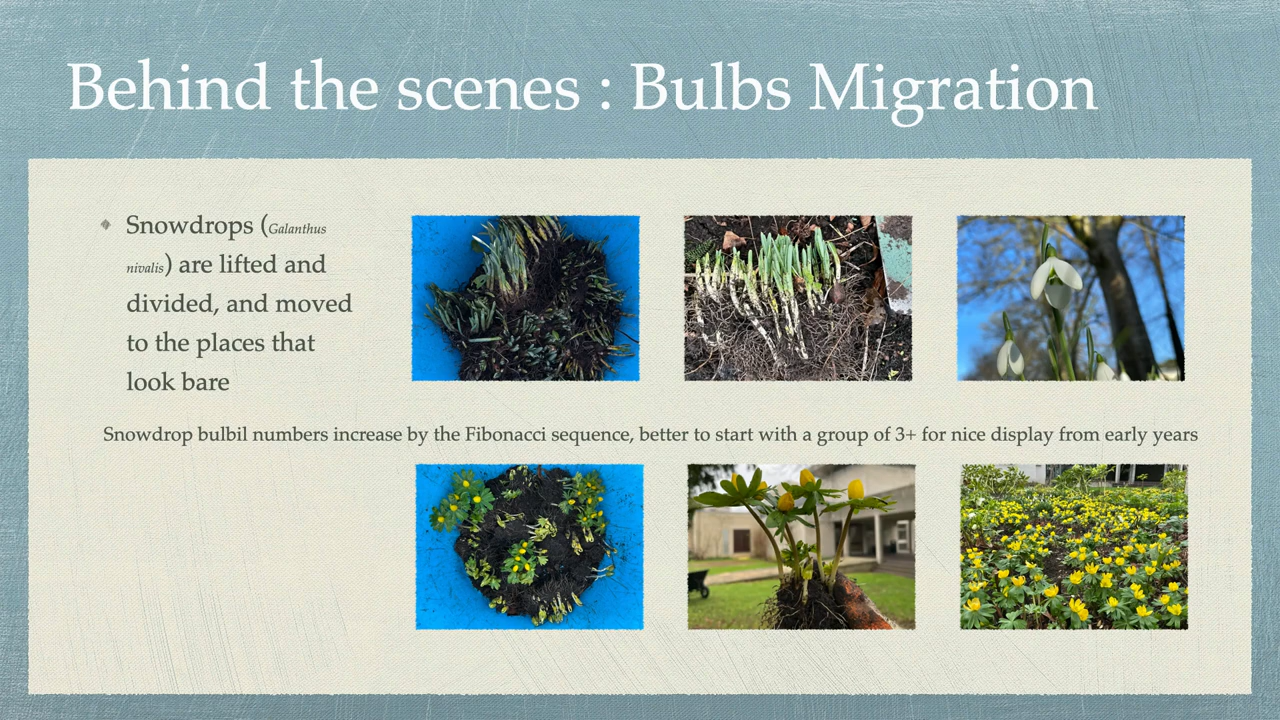 Behind the scenes : Bulbs Migration
Snowdrops (Galanthus
nivalis) are lifted and
divided, and moved
to the places that
look bare
Snowdrop bulbil numbers increase by the Fibonacci sequence, better to start with a group of 3+ for nice display from early years